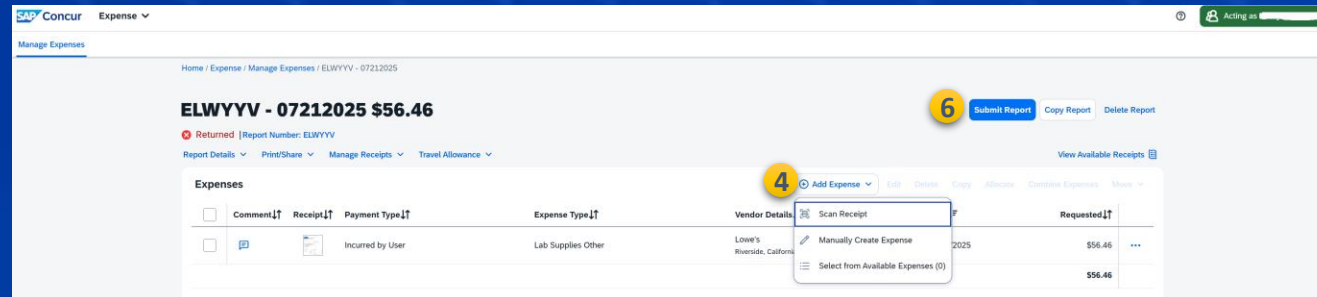 SAP Concur Expense
Acting as
Manage Expenses
Home / Expense / Manage Expenses / ELWYYV - 07212025
ELWYYV - 07212025 $56.46
6 Submit Report Copy Report Delete Report
Returned | Report Number: ELWYYV
Report Details Print/Share Manage Receipts Travel Allowance View Available Receipts
Expenses 4 Add Expense Edit Delete Copy Allocate Combine Expenses Move
Comment Receipt Payment Type Expense Type Vendor Details Requested
Scan Receipt
Incurred by User Lab Supplies Other Lowe's 2025 $56.46
Riverside, California
Manually Create Expense
Select from Available Expenses (0)
$56.46